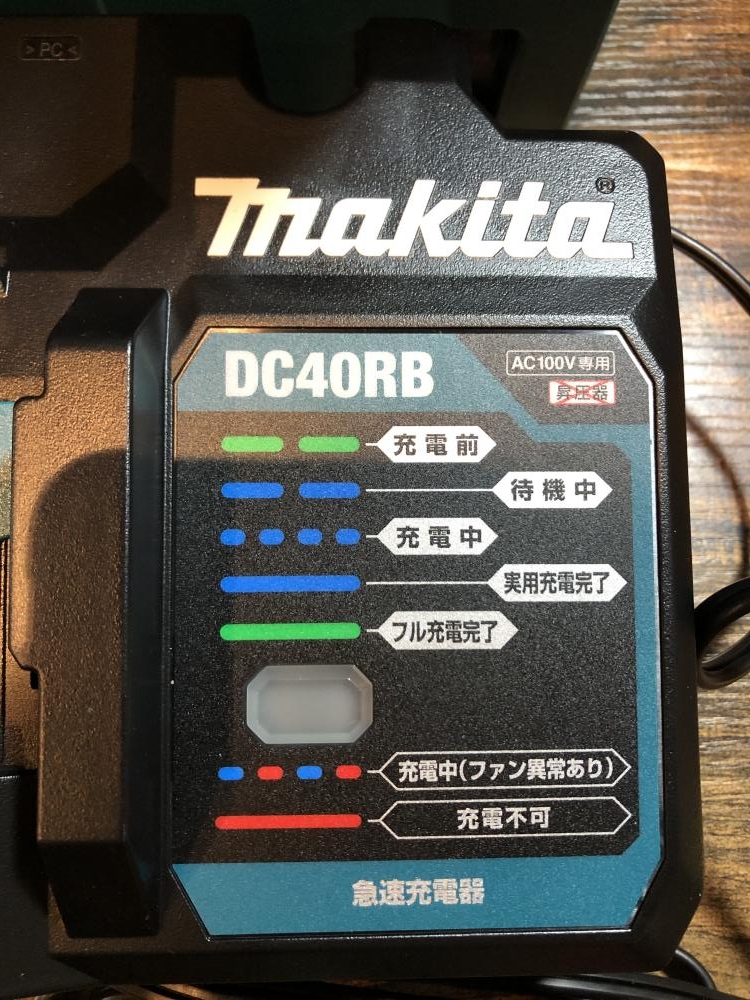 >PC<
makita®
DC40RB
AC100V専用
昇圧器
充電前
待機中
充電中
実用充電完了
フル充電完了
充電中(ファン異常あり)
充電不可
急速充電器